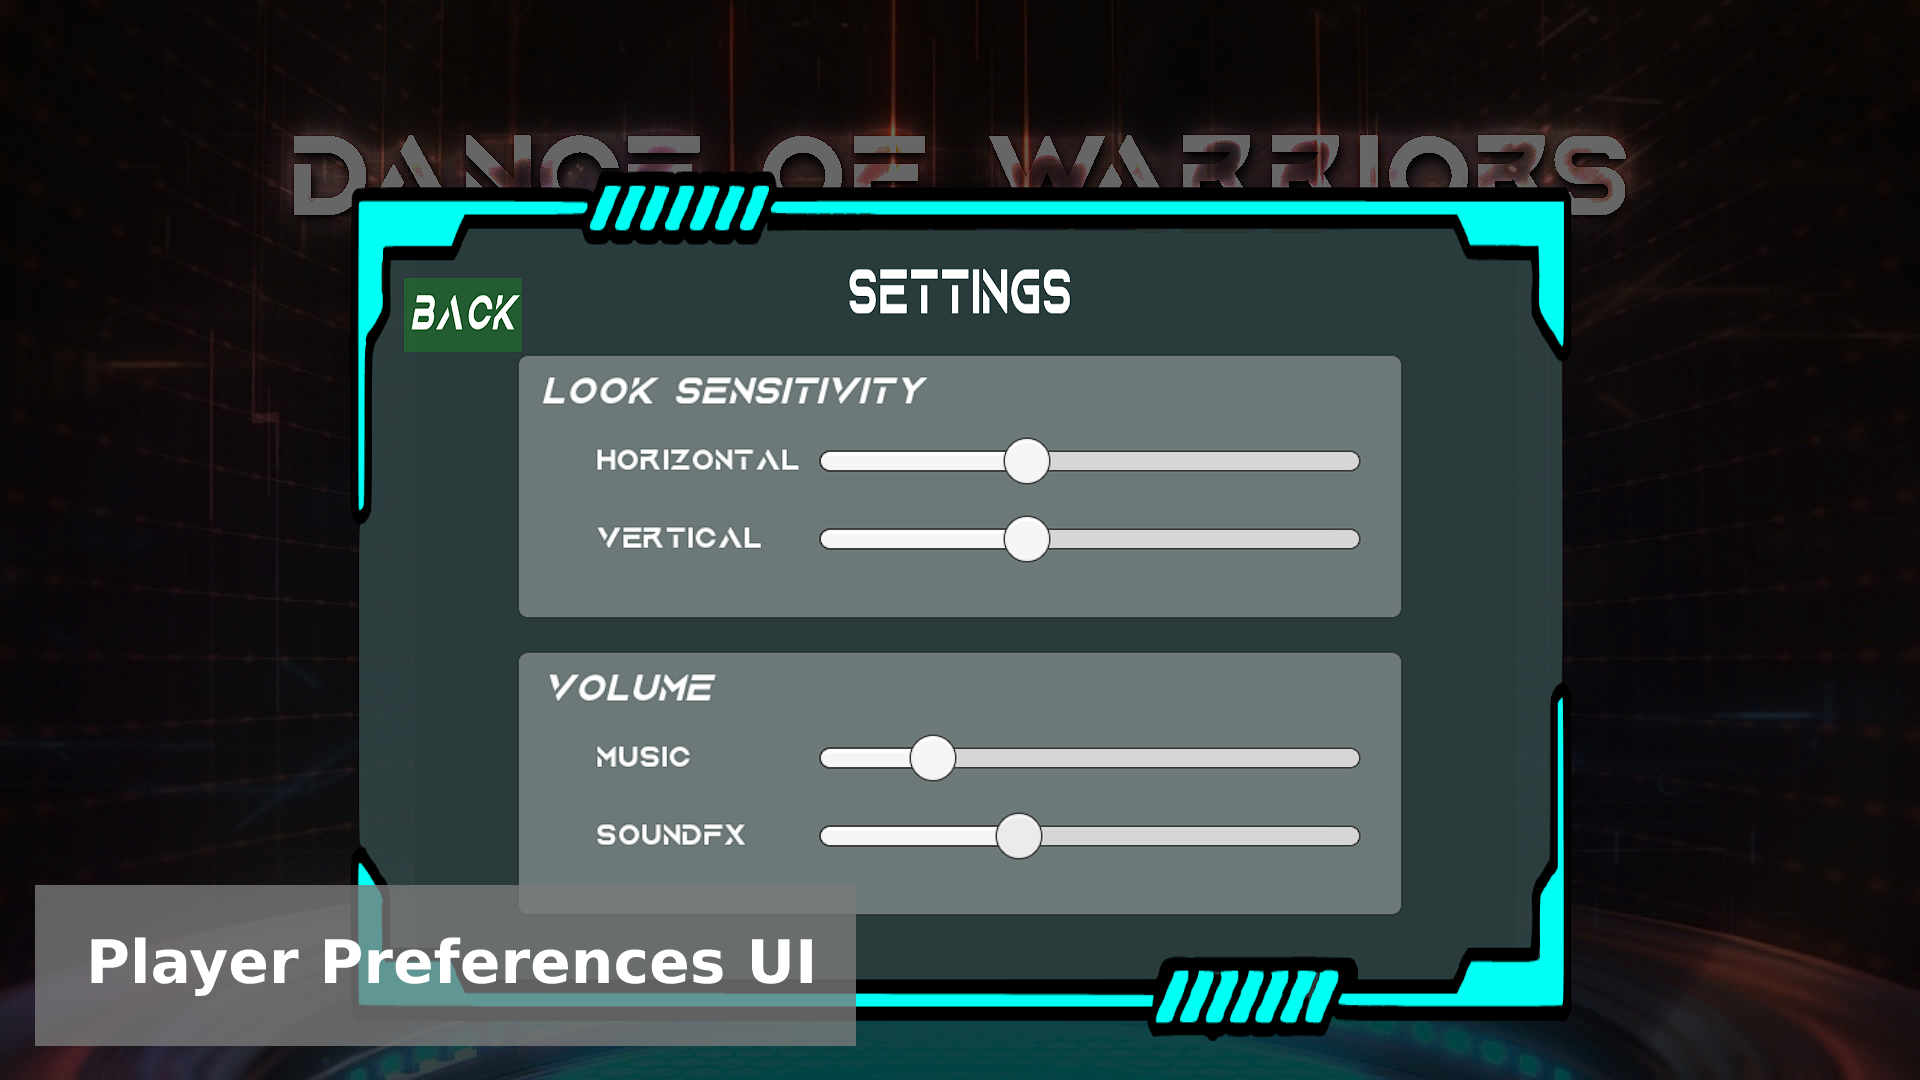 DANCE OF WARRIORS
SETTINGS
BACK
LOOK SENSITIVITY
HORIZONTAL
VERTICAL
VOLUME
MUSIC
SOUNDFX
Player Preferences UI